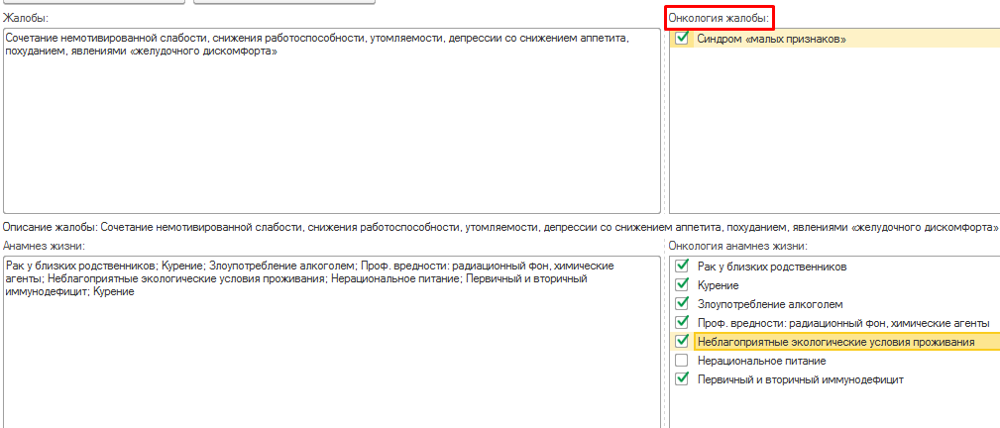 Жалобы:
Онкология жалобы:
Сочетание немотивированной слабости, снижения работоспособности, утомляемости, депрессии со снижением аппетита,
похуданием, явлениями «желудочного дискомфорта»
Синдром «малых признаков»
Описание жалобы: Сочетание немотивированной слабости, снижения работоспособности, утомляемости, депрессии со снижением аппетита, похуданием, явлениями «желудочного дискомфорта»
Анамнез жизни:
Онкология анамнез жизни:
Рак у близких родственников; Курение; Злоупотребление алкоголем; Проф. вредности: радиационный фон, химические
агенты; Неблагоприятные экологические условия проживания; Нерациональное питание; Первичный и вторичный
иммунодефицит; Курение
Рак у близких родственников
Курение
Злоупотребление алкоголем
Проф. вредности: радиационный фон, химические агенты
Неблагоприятные экологические условия проживания
Нерациональное питание
Первичный и вторичный иммунодефицит